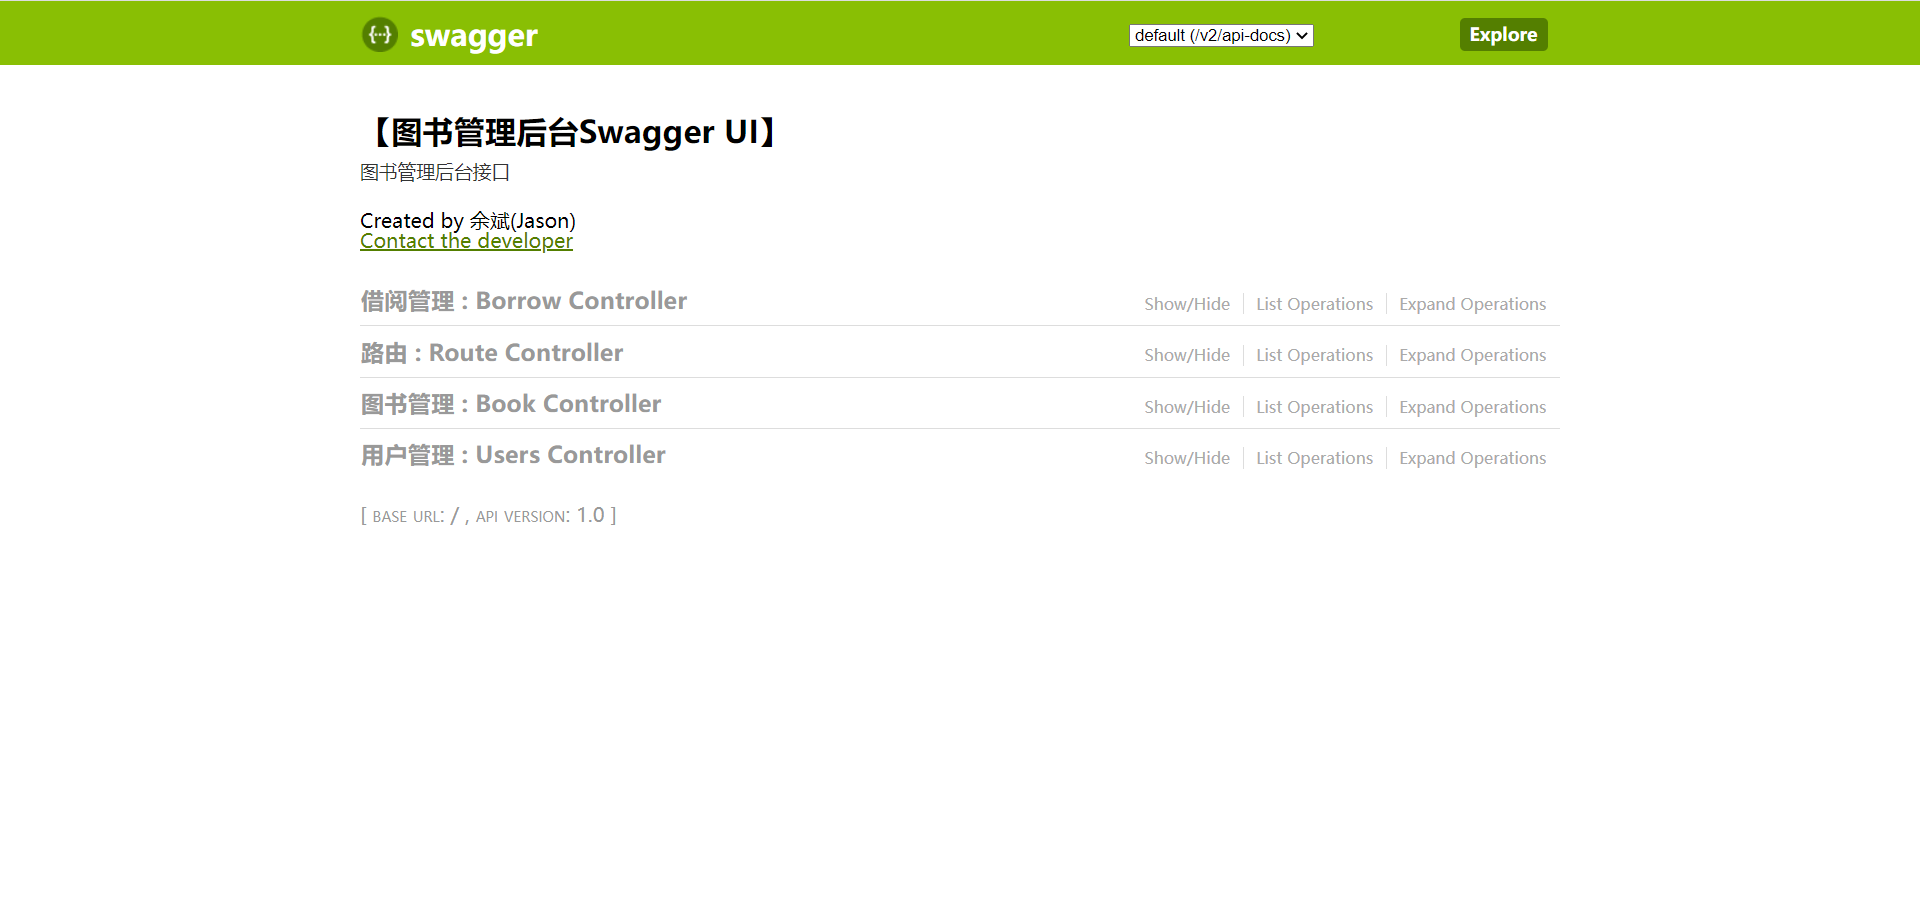 swagger
default (/v2/api-docs)
Explore
【图书管理后台Swagger UI】
图书管理后台接口
Created by 余斌(Jason)
Contact the developer
借阅管理 : Borrow Controller Show/Hide List Operations Expand Operations
路由 : Route Controller Show/Hide List Operations Expand Operations
图书管理 : Book Controller Show/Hide List Operations Expand Operations
用户管理 : Users Controller Show/Hide List Operations Expand Operations
[ BASE URL: / , API VERSION: 1.0 ]